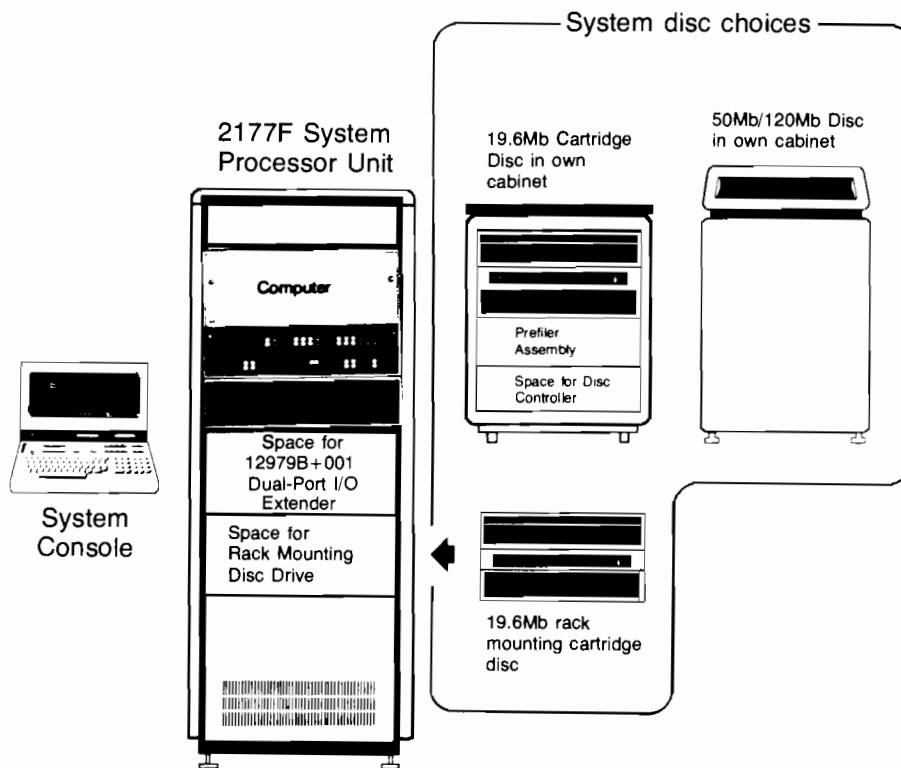 System disc choices
2177F System
Processor Unit
19.6Mb Cartridge
Disc in own
cabinet
50Mb/120Mb Disc
in own cabinet
Computer
Prefiler
Assembly
Space for Disc
Controller
Space for
12979B+001
Dual-Port I/O
Extender
System
Console
Space for
Rack Mounting
Disc Drive
19.6Mb rack
mounting cartridge
disc